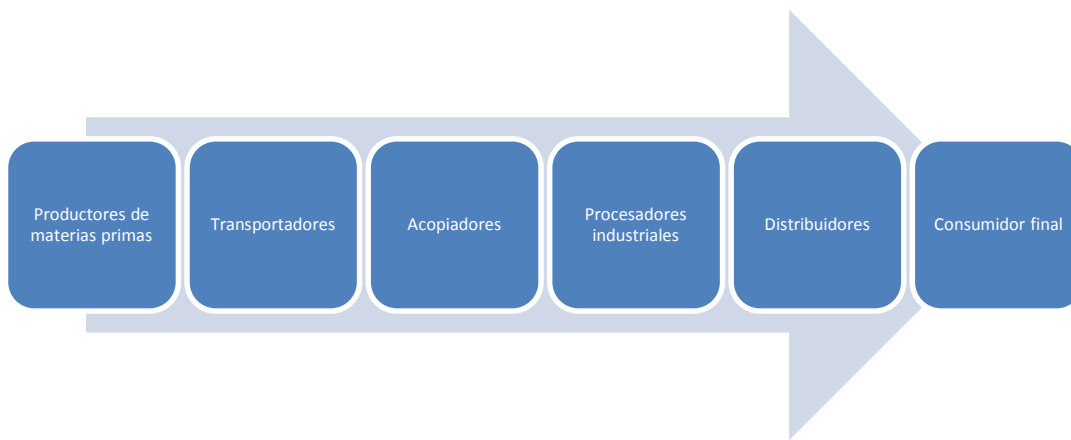 Productores de
materias primas
Transportadores
Acopiadores
Procesadores
industriales
Distribuidores
Consumidor final